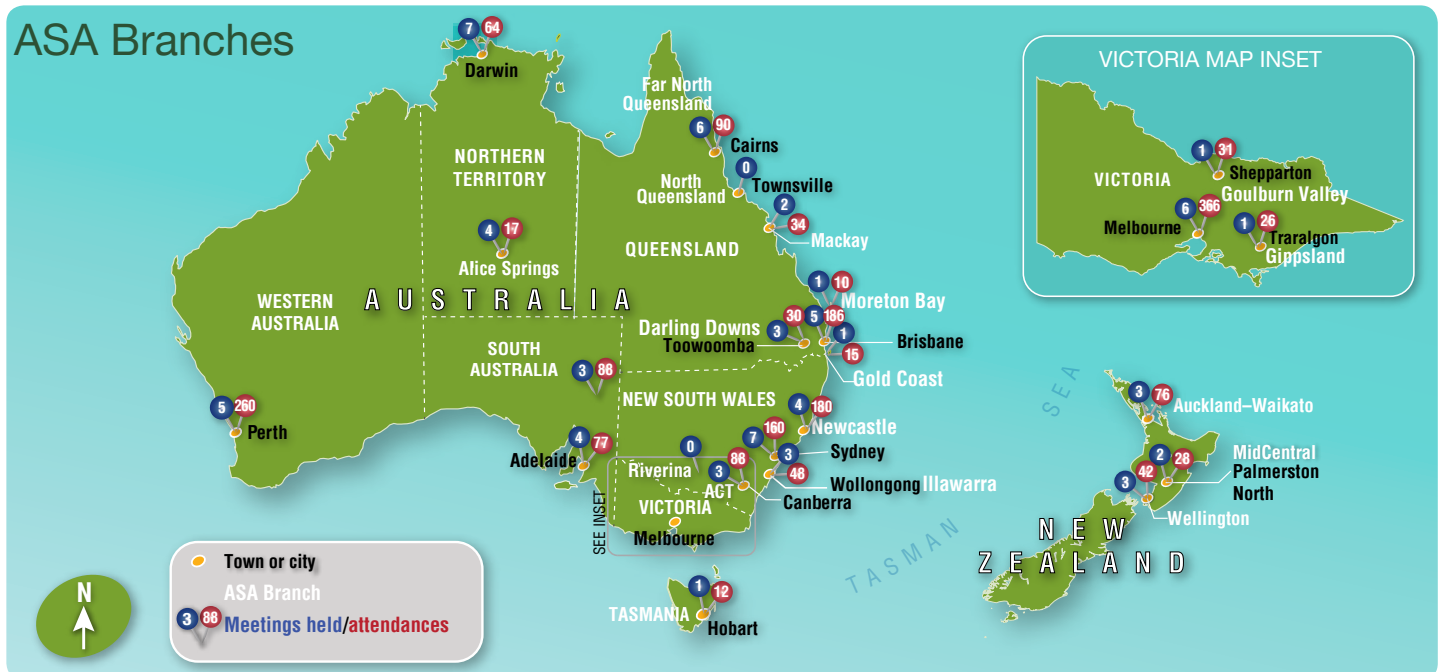 ASA Branches
7 64
Darwin
Far North
Queensland
6 90
Cairns
0
North
Queensland
Townsville
2
34
Mackay
NORTHERN
TERRITORY
4 17
Alice Springs
QUEENSLAND
WESTERN
AUSTRALIA
AUSTRALIA
1 10
Moreton Bay
Darling Downs
Toowoomba
3 30
5 186
Brisbane
1
15
Gold Coast
SOUTH
AUSTRALIA
3 86
NEW SOUTH WALES
4 180
Newcastle
5 260
Perth
4 77
Adelaide
7 160
Sydney
0
Riverina
3 88
ACT
Canberra
3
48
Wollongong Illawarra
VICTORIA
Melbourne
SEE INSET
1 12
TASMANIA
Hobart
TASMAN
SEA
VICTORIA MAP INSET
VICTORIA
1 31
Shepparton
Goulburn Valley
6 366
Melbourne
1 26
Traralgon
Gippsland
3 76
Auckland–Waikato
2 28
MidCentral
Palmerston
North
3 42
Wellington
NEW
ZEALAND
N
Town or city
ASA Branch
3 88
Meetings held/attendances